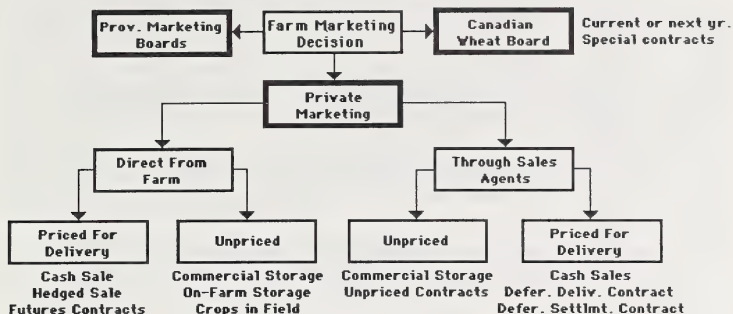 Prov. Marketing
Boards
Farm Marketing
Decision
Canadian
Wheat Board
Current or next yr.
Special contracts
Private
Marketing
Direct From
Farm
Through Sales
Agents
Priced For
Delivery
Unpriced
Unpriced
Priced For
Delivery
Cash Sale
Hedged Sale
Futures Contracts
Commercial Storage
On-Farm Storage
Crops in Field
Commercial Storage
Unpriced Contracts
Cash Sales
Defer. Deliv. Contract
Defer. Settlmt. Contract